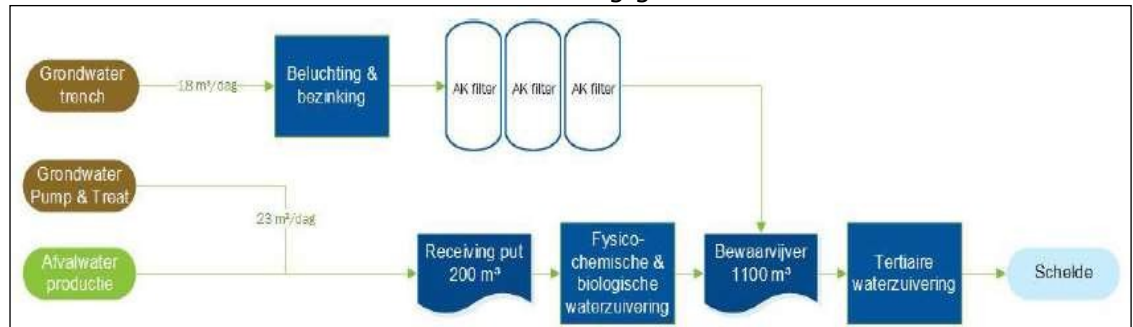 Grondwater
trench
18 m³/dag
Beluchting &
bezinking
AK filter
AK filter
AK filter
Grondwater
Pump & Treat
23 m³/dag
Afvalwater
productie
Receiving put
200 m³
Fysico-
chemische &
biologische
waterzuivering
Bewaarvijver
1100 m³
Tertiaire
waterzuivering
Schelde